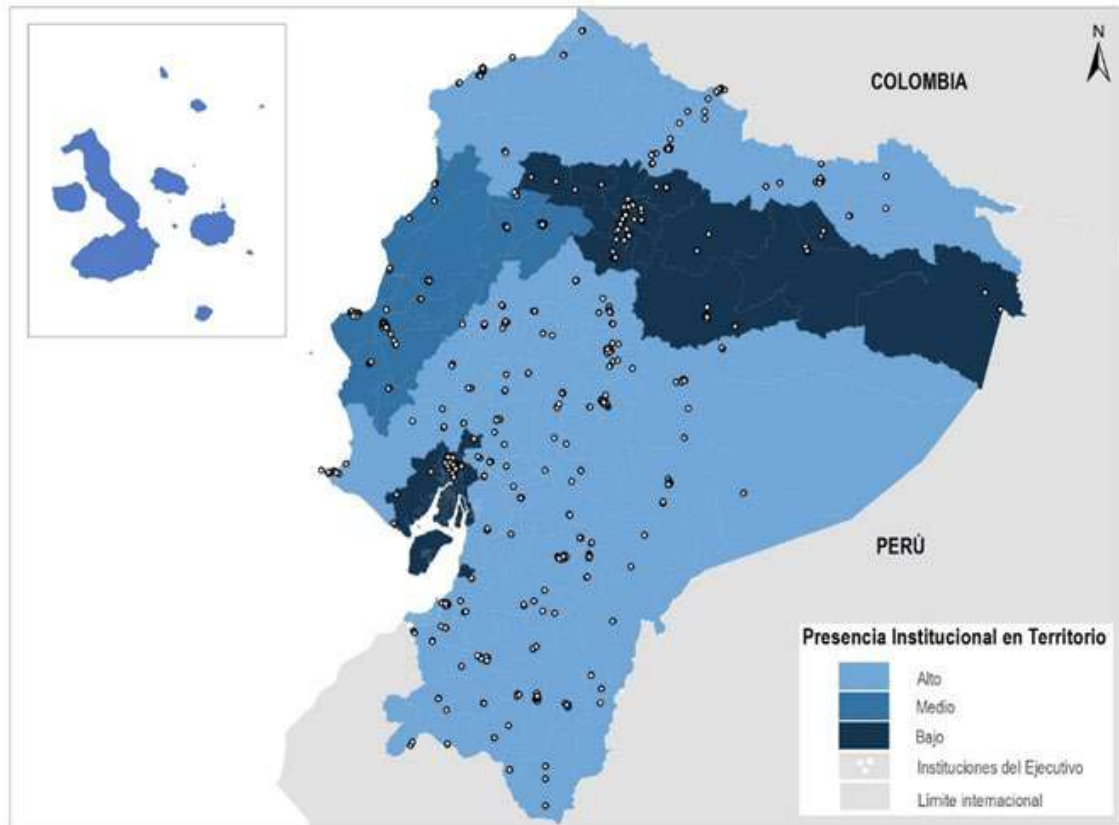 N
COLOMBIA
PERÚ
Presencia Institucional en Territorio
Alto
Medio
Bajo
Instituciones del Ejecutivo
Límite internacional